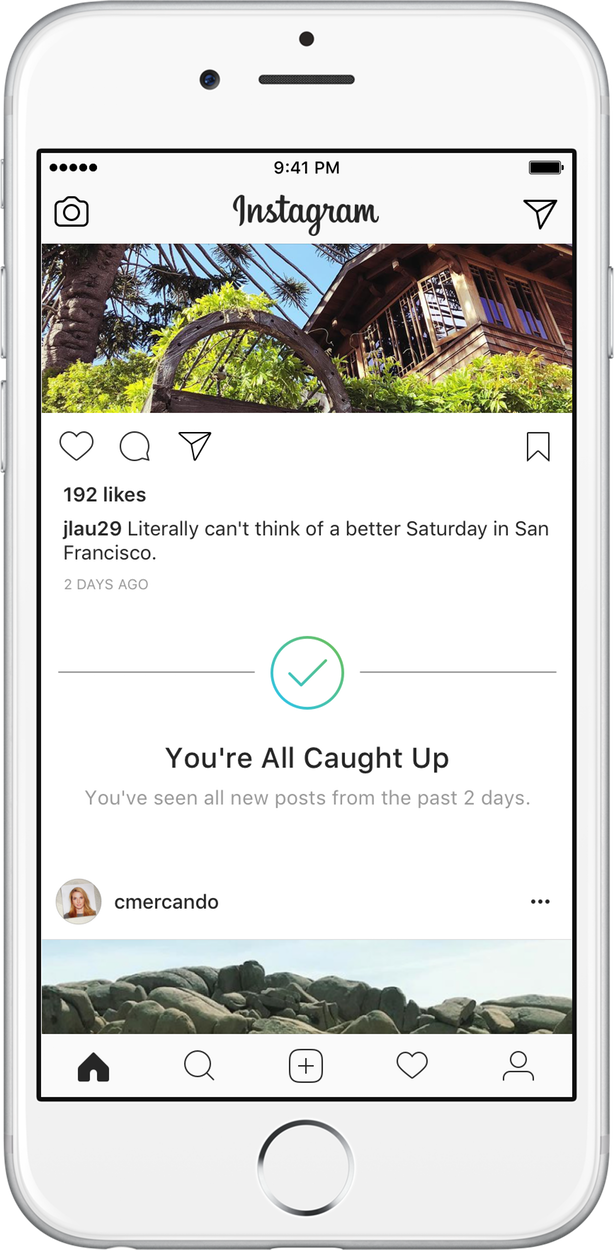 9:41 PM
Instagram
192 likes
jlau29 Literally can't think of a better Saturday in San
Francisco.
2 DAYS AGO
You're All Caught Up
You've seen all new posts from the past 2 days.
cmercando